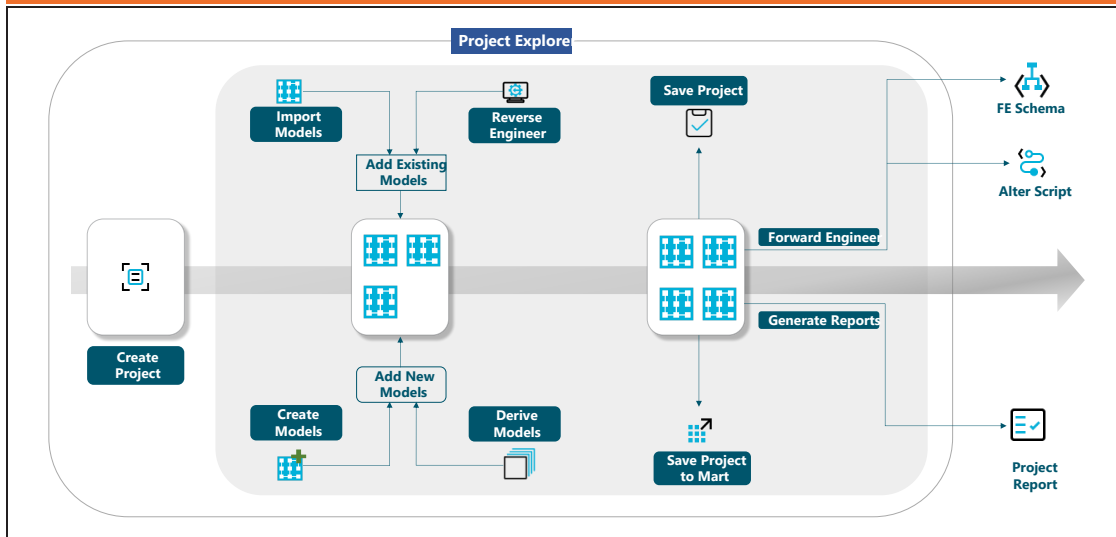 Project Explorer
Import
Models
Reverse
Engineer
Add Existing
Models
Create
Project
Add New
Models
Create
Models
Derive
Models
Save Project
Forward Engineer
Generate Reports
Save Project
to Mart
FE Schema
Alter Script
Project
Report